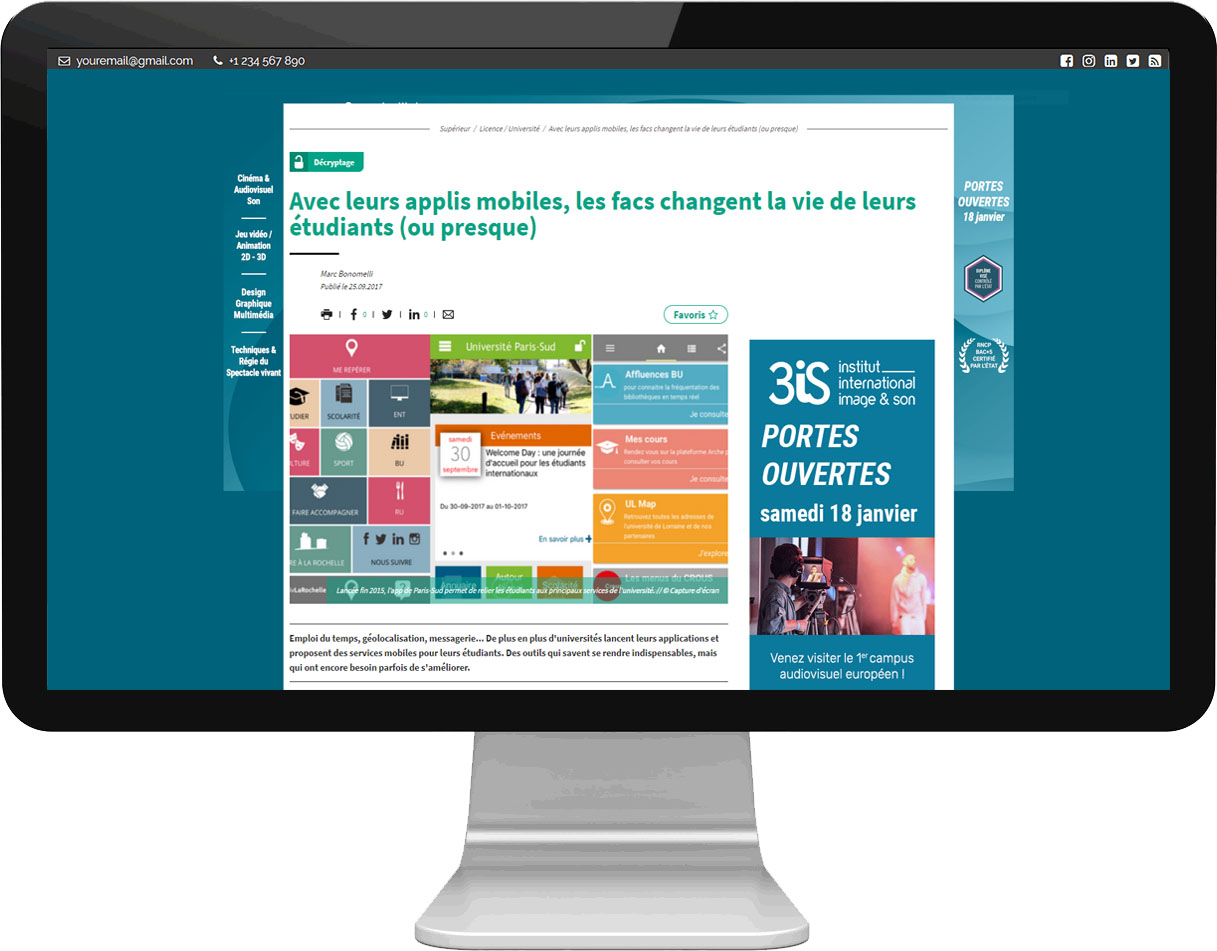 youremail@gmail.com +1 234 567 890
Supérieur / Licence / Université / Avec leurs applis mobiles, les facs changent la vie de leurs étudiants (ou presque)
Décryptage
Avec leurs applis mobiles, les facs changent la vie de leurs
étudiants (ou presque)
Marc Bonomelli
Publié le 25.09.2017
0 0
Favoris
Cinéma &
Audiovisuel
Son
Jeu vidéo /
Animation
2D - 3D
Design
Graphique
Multimédia
Techniques &
Régie du
Spectacle vivant
ME REPÉRER
UDIER SCOLARITÉ ENT
LTURE SPORT BU
FAIRE ACCOMPAGNER RU
RE À LA ROCHELLE NOUS SUIVRE
LaRochelle
Université Paris-Sud
Evénements
samedi
30
septembre
Welcome Day : une journée
d'accueil pour les étudiants
internationaux
Du 30-09-2017 au 01-10-2017
En savoir plus
Annuaire Autour Scolarité
Affluences BU
pour connaitre la fréquentation des
bibliothèques en temps réel
Je consulte
Mes cours
Rendez vous sur la plateforme Arche p
consulter vos cours
Je consulte
UL Map
Retrouvez toutes les adresses de
l'université de Lorraine et de nos
partenaires
J'explore
Les menus du CROUS
Lancée fin 2015, l'app de Paris-Sud permet de relier les étudiants aux principaux services de l'université. // © Capture d'écran
Emploi du temps, géolocalisation, messagerie... De plus en plus d'universités lancent leurs applications et
proposent des services mobiles pour leurs étudiants. Des outils qui savent se rendre indispensables, mais
qui ont encore besoin parfois de s'améliorer.
3iS institut
international
image & son
PORTES
OUVERTES
samedi 18 janvier
Venez visiter le 1er campus
audiovisuel européen !
PORTES
OUVERTES
18 janvier
DIPLÔME
VISÉ
CONTRÔLÉ
PAR L'ÉTAT
RNCP
BAC+5
CERTIFIÉ
PAR L'ÉTAT